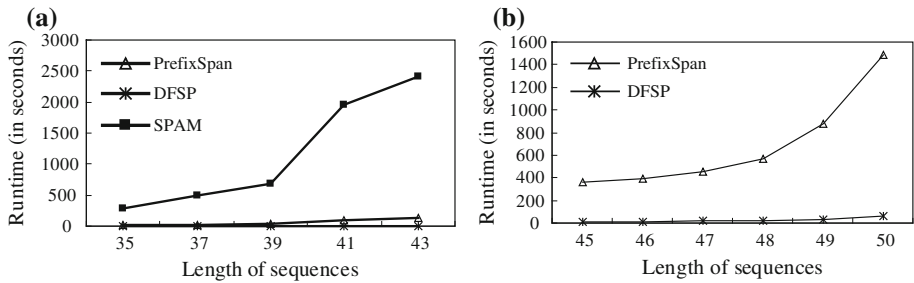 (a)
Runtime (in seconds)
3000
2500
2000
1500
1000
500
0
PrefixSpan
DFSP
SPAM
35 37 39 41 43
Length of sequences
(b)
Runtime (in seconds)
1600
1400
1200
1000
800
600
400
200
0
PrefixSpan
DFSP
45 46 47 48 49 50
Length of sequences